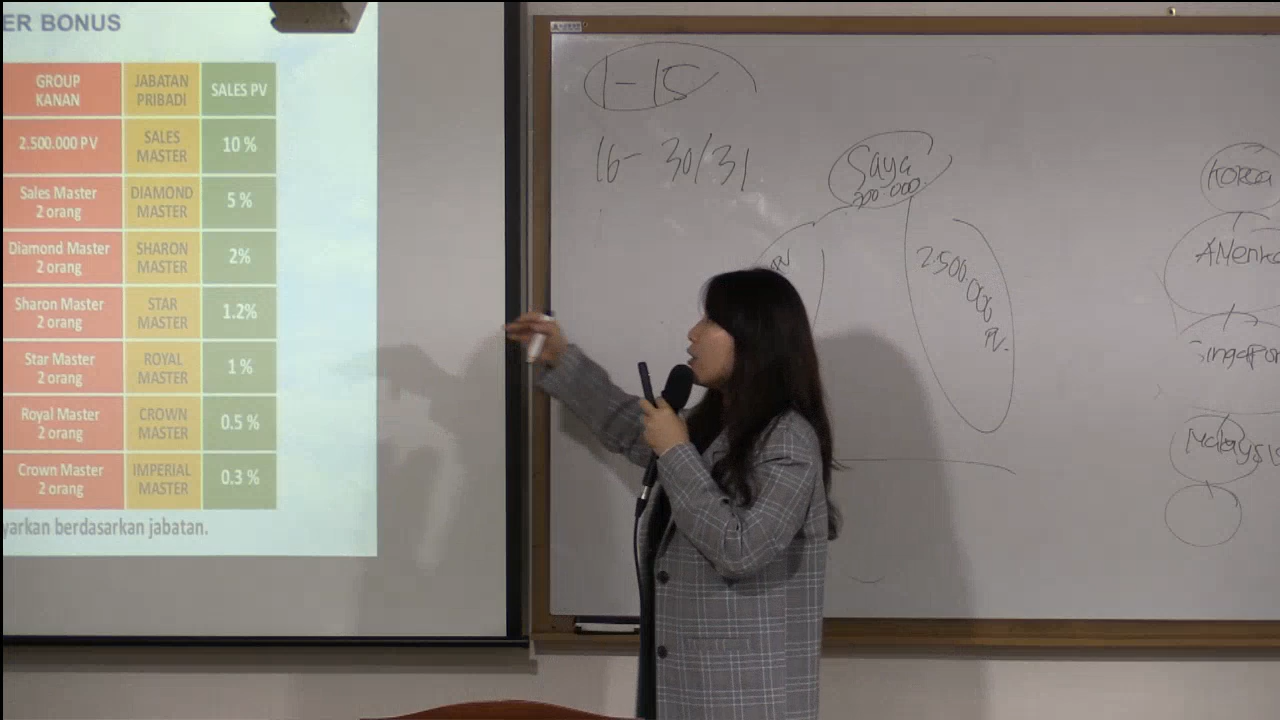 ER BONUS
GROUP KANAN JABATAN PRIBADI SALES PV
2.500.000 PV SALES MASTER 10 %
Sales Master 2 orang DIAMOND MASTER 5 %
Diamond Master 2 orang SHARON MASTER 2%
Sharon Master 2 orang STAR MASTER 1.2%
Star Master 2 orang ROYAL MASTER 1 %
Royal Master 2 orang CROWN MASTER 0.5 %
Crown Master 2 orang IMPERIAL MASTER 0.3 %
yarkan berdasarkan jabatan.
1-15
16- 30/31
Saya
2.500.000 PV.
PV
Korea
Singapor
Malaysia